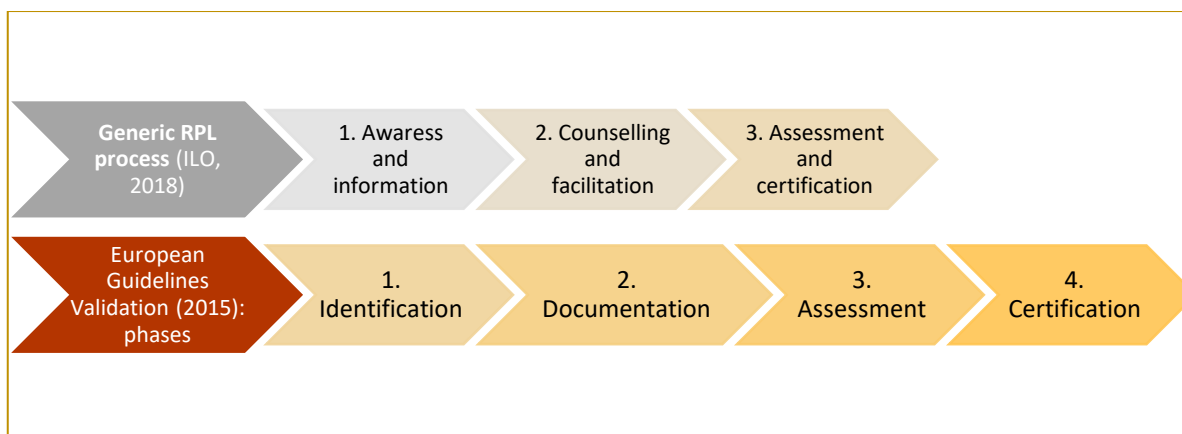 Generic RPL
process (ILO,
2018)
1. Awaress
and
information
2. Counselling
and
facilitation
3. Assessment
and
certification
European
Guidelines
Validation (2015):
phases
1.
Identification
2.
Documentation
3.
Assessment
4.
Certification